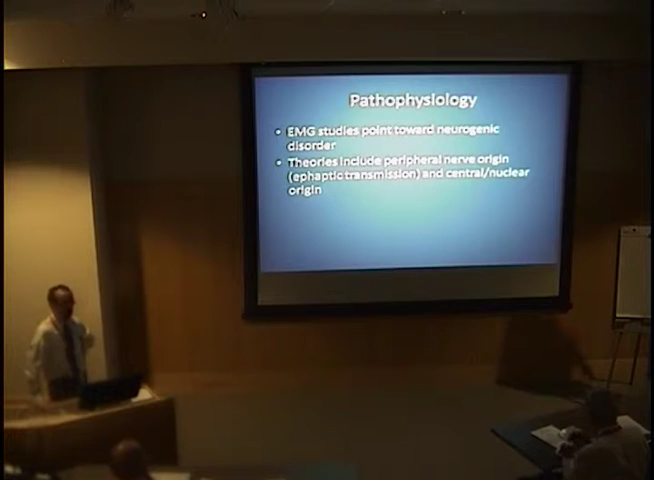 Pathophysiology
• EMG studies point toward neurogenic
disorder
• Theories include peripheral nerve origin
(ephaptic transmission) and central/nuclear
origin